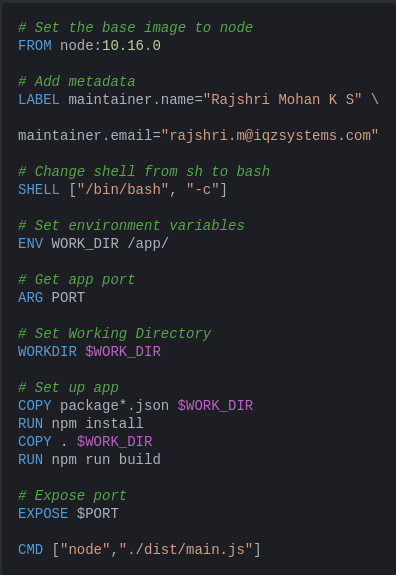 # Set the base image to node
FROM node:10.16.0
# Add metadata
LABEL maintainer.name="Rajshri Mohan K S" \
maintainer.email="rajshri.m@iqzsystems.com"
# Change shell from sh to bash
SHELL ["/bin/bash", "-c"]
# Set environment variables
ENV WORK_DIR /app/
# Get app port
ARG PORT
# Set Working Directory
WORKDIR $WORK_DIR
# Set up app
COPY package*.json $WORK_DIR
RUN npm install
COPY . $WORK_DIR
RUN npm run build
# Expose port
EXPOSE $PORT
CMD ["node","./dist/main.js"]